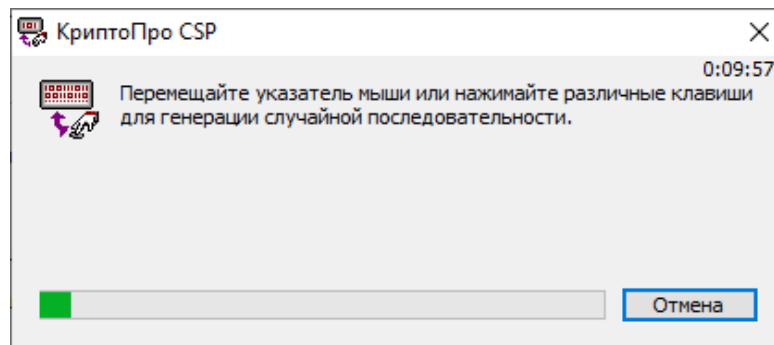 КриптоПро CSP
0:09:57
Перемещайте указатель мыши или нажимайте различные клавиши
для генерации случайной последовательности.
Отмена